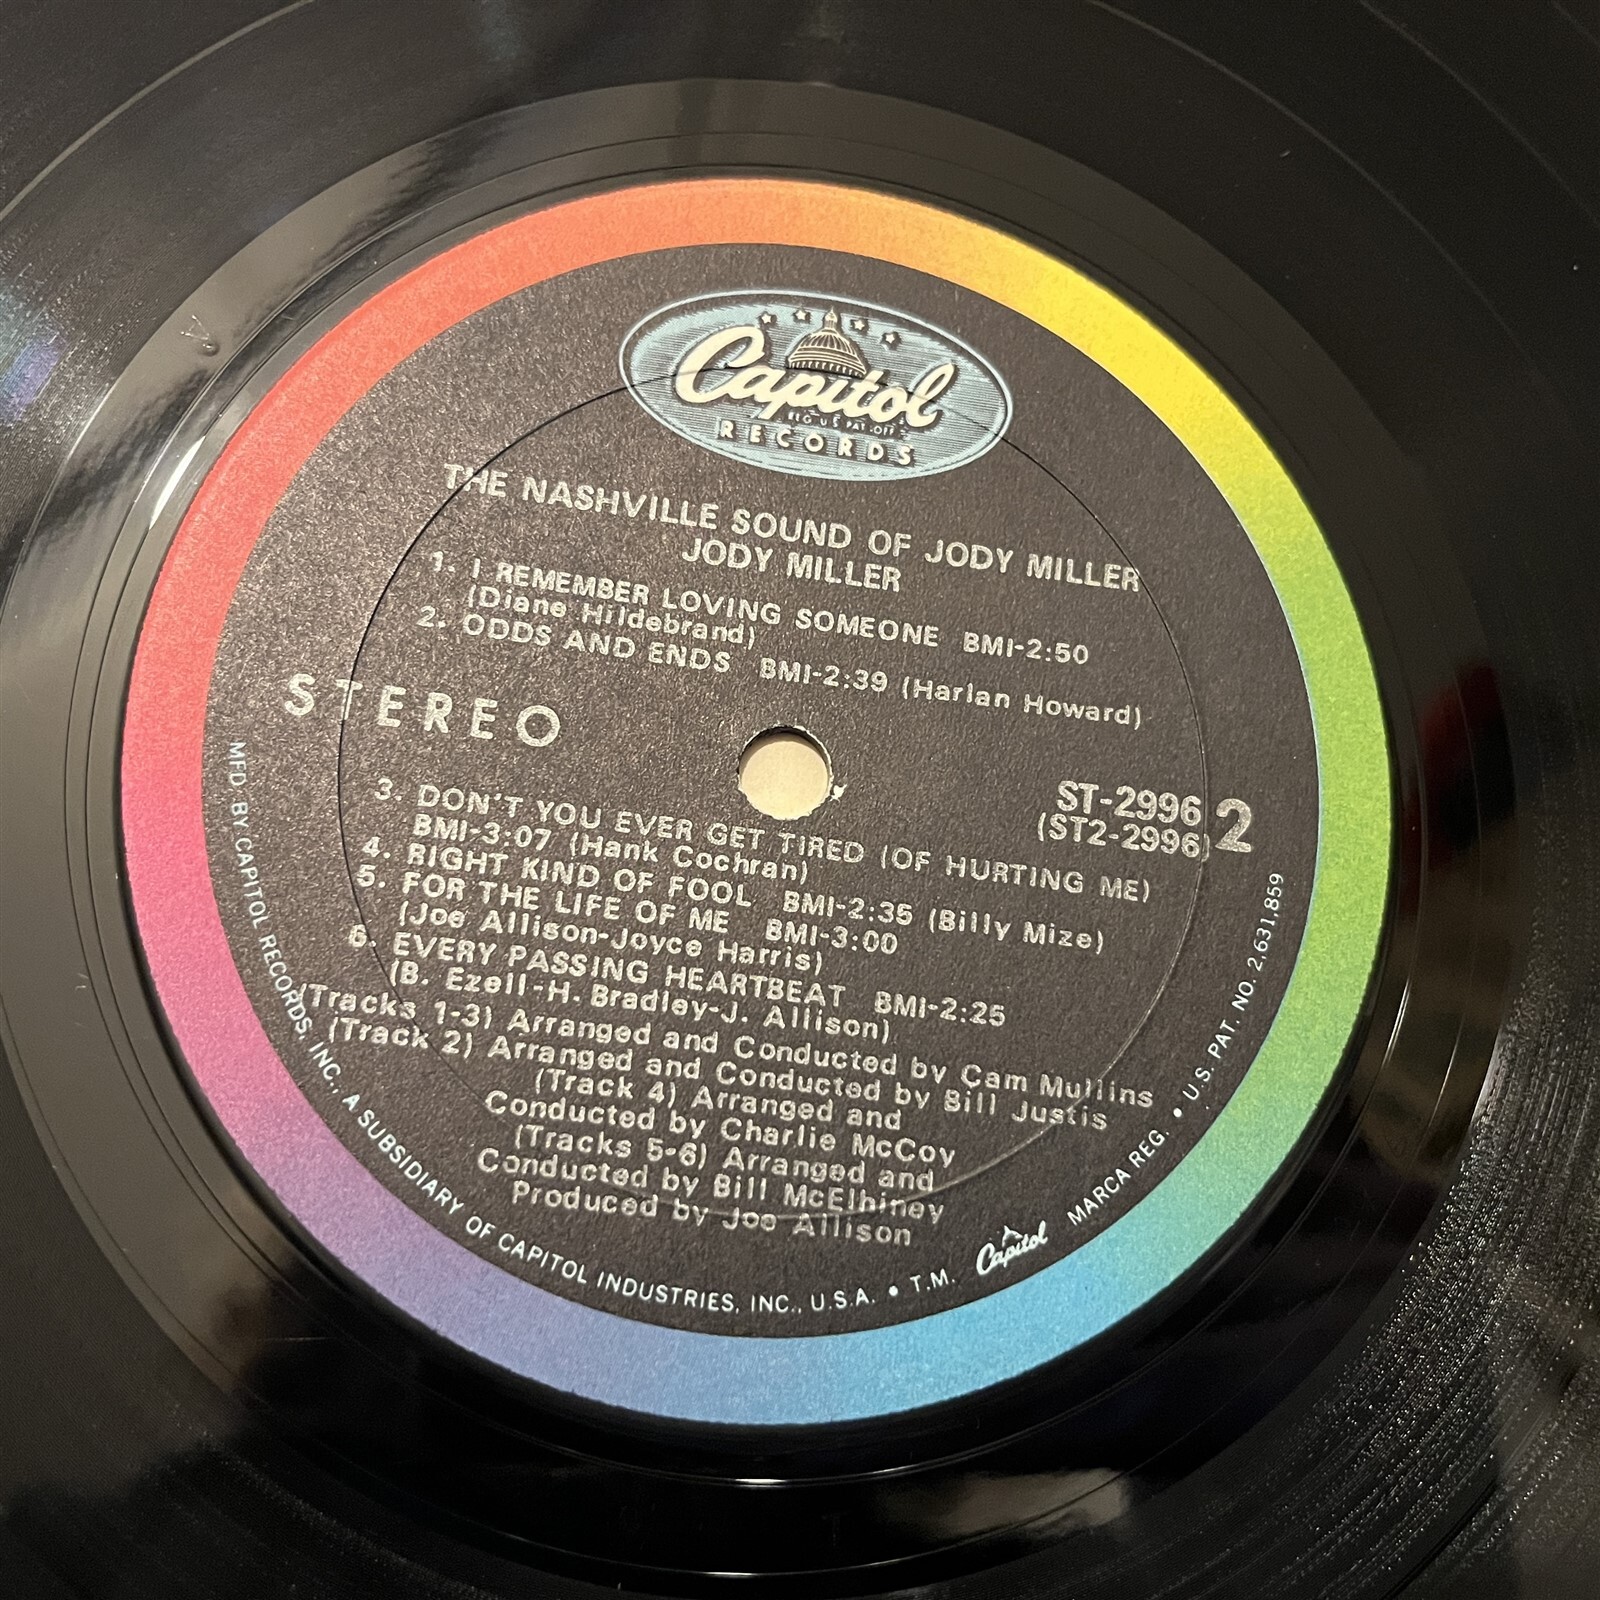 Capitol
REG. U.S. PAT. OFF.
RECORDS
THE NASHVILLE SOUND OF JODY MILLER
JODY MILLER
1. I REMEMBER LOVING SOMEONE BMI-2:50
(Diane Hildebrand)
2. ODDS AND ENDS BMI-2:39 (Harlan Howard)
STEREO
ST-2996
(ST2-2996)
2
3. DON'T YOU EVER GET TIRED (OF HURTING ME)
BMI-3:07 (Hank Cochran)
4. RIGHT KIND OF FOOL BMI-2:35 (Billy Mize)
5. FOR THE LIFE OF ME BMI-3:00
(Joe Allison-Joyce Harris)
6. EVERY PASSING HEARTBEAT BMI-2:25
(B. Ezell-H. Bradley-J. Allison)
(Tracks 1-3) Arranged and Conducted by Cam Mullins
(Track 2) Arranged and Conducted by Bill Justis
(Track 4) Arranged and
Conducted by Charlie McCoy
(Tracks 5-6) Arranged and
Conducted by Bill McElhiney
Produced by Joe Allison
MFD. BY CAPITOL RECORDS, INC., A SUBSIDIARY OF CAPITOL INDUSTRIES, INC., U.S.A. • T.M. Capitol MARCA REG. • U.S. PAT. NO. 2,631,859